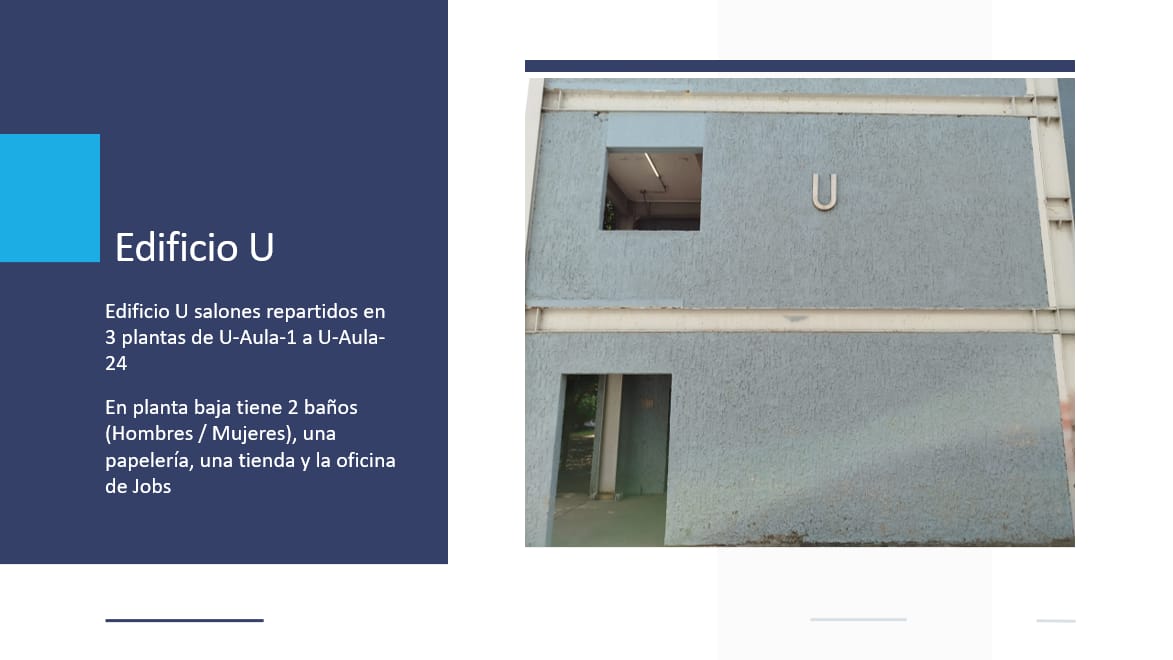 Edificio U
Edificio U salones repartidos en
3 plantas de U-Aula-1 a U-Aula-
24
En planta baja tiene 2 baños
(Hombres / Mujeres), una
papelería, una tienda y la oficina
de Jobs
U